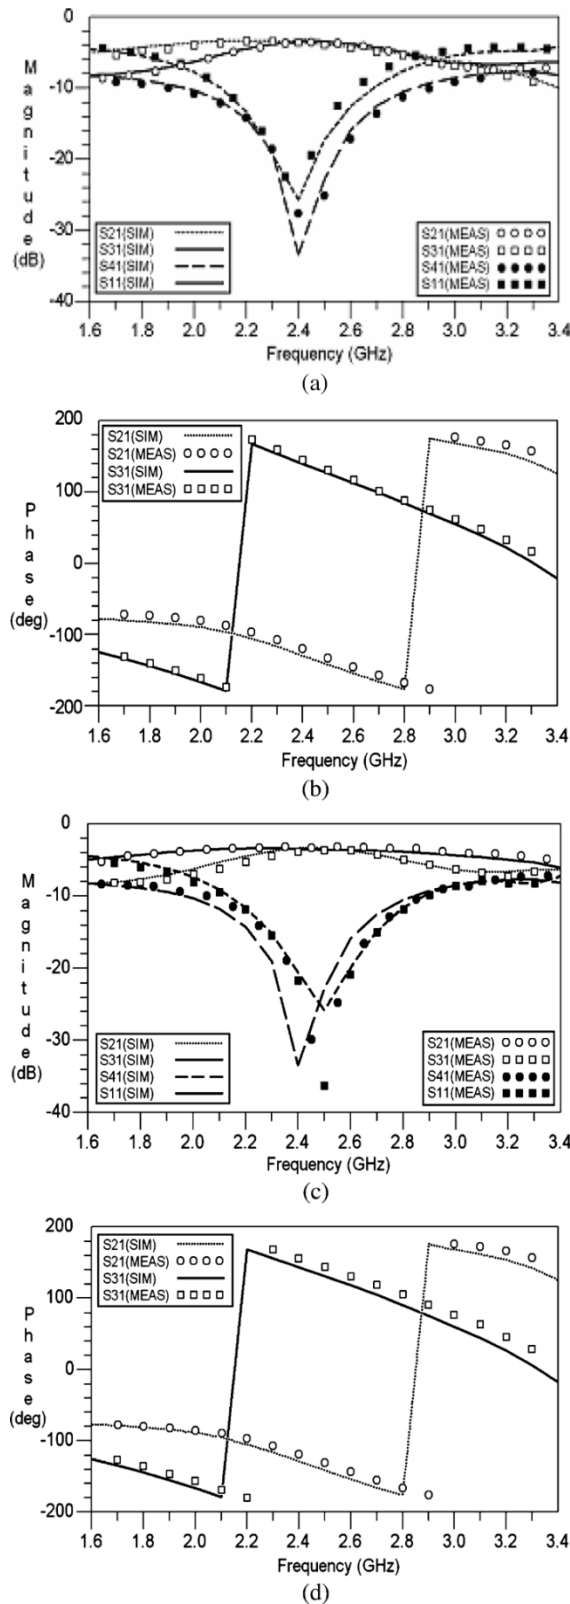 0
-10
-20
-30
-40
Magnitude
(dB)
S21(SIM)
S31(SIM)
S41(SIM)
S11(SIM)
S21(MEAS)
S31(MEAS)
S41(MEAS)
S11(MEAS)
1.6 1.8 2.0 2.2 2.4 2.6 2.8 3.0 3.2 3.4
Frequency (GHz)
(a)
200
100
0
-100
-200
Phase
(deg)
S21(SIM)
S21(MEAS)
S31(SIM)
S31(MEAS)
1.6 1.8 2.0 2.2 2.4 2.6 2.8 3.0 3.2 3.4
Frequency (GHz)
(b)
0
-10
-20
-30
-40
Magnitude
(dB)
S21(SIM)
S31(SIM)
S41(SIM)
S11(SIM)
S21(MEAS)
S31(MEAS)
S41(MEAS)
S11(MEAS)
1.6 1.8 2.0 2.2 2.4 2.6 2.8 3.0 3.2 3.4
Frequency (GHz)
(c)
200
100
0
-100
-200
Phase
(deg)
S21(SIM)
S21(MEAS)
S31(SIM)
S31(MEAS)
1.6 1.8 2.0 2.2 2.4 2.6 2.8 3.0 3.2 3.4
Frequency (GHz)
(d)